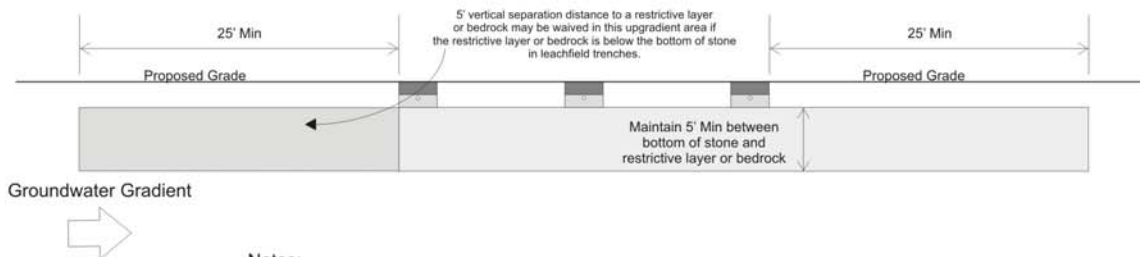 5' vertical separation distance to a restrictive layer
or bedrock may be waived in this upgradient area if
the restrictive layer or bedrock is below the bottom of stone
in leachfield trenches.
25' Min
25' Min
Proposed Grade
Proposed Grade
Maintain 5' Min between
bottom of stone and
restrictive layer or bedrock
Groundwater Gradient